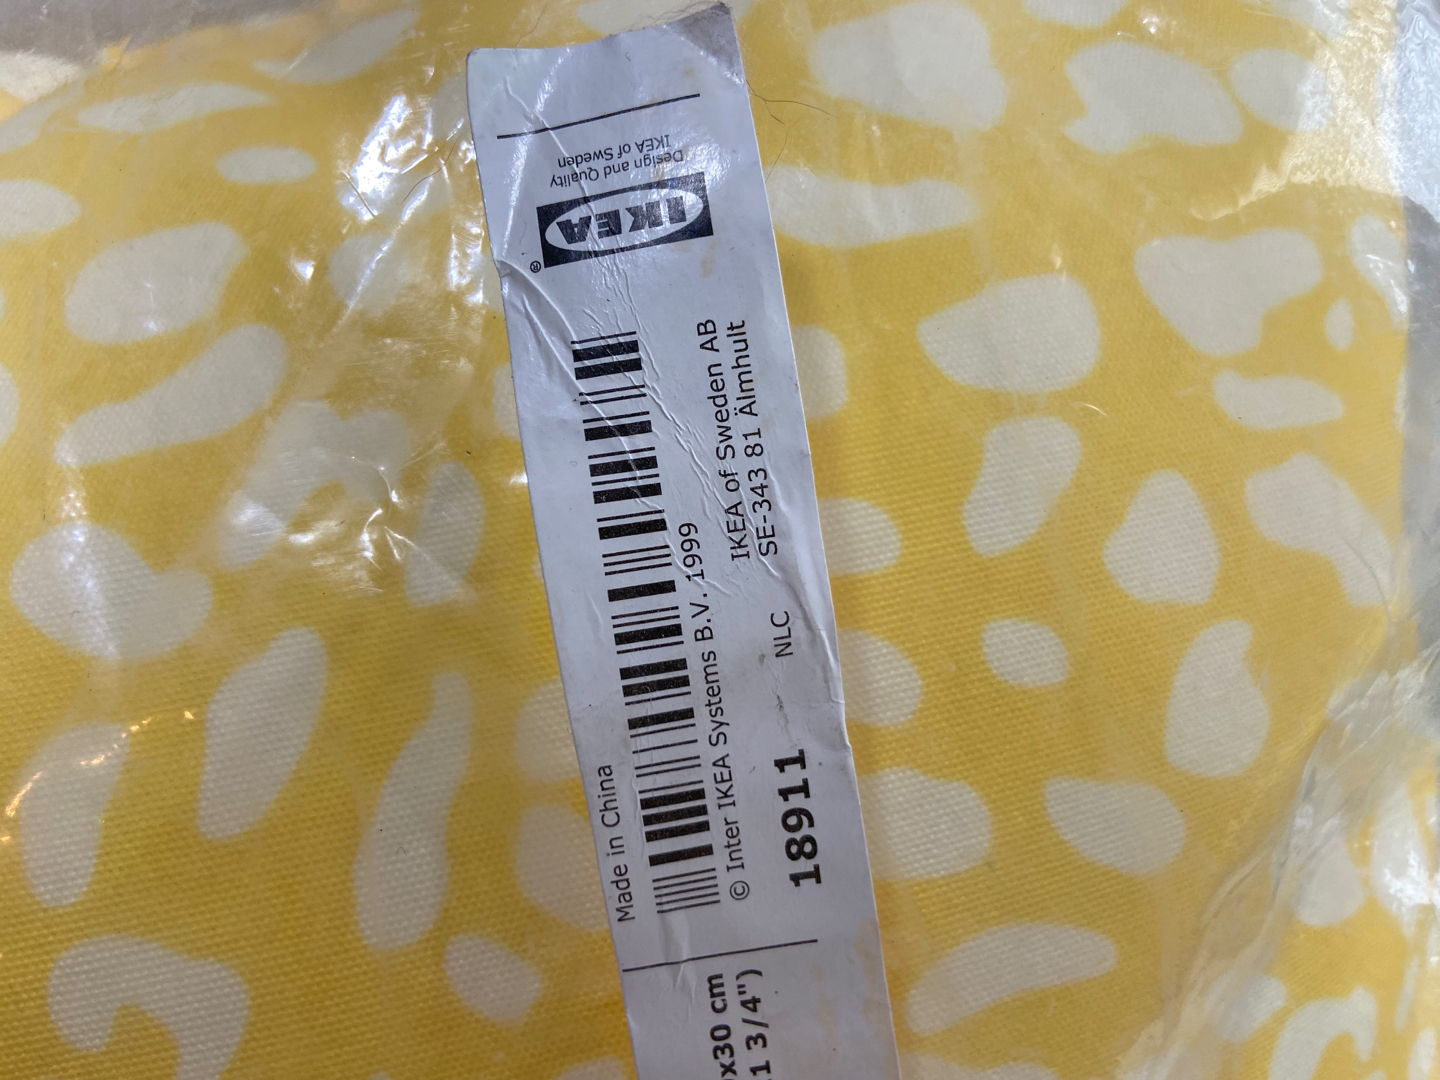 Design and Quality
IKEA of Sweden
IKEA®
Made in China
© Inter IKEA Systems B.V. 1999
IKEA of Sweden AB
SE-343 81 Älmhult
NLC
18911
x30 cm
1 3/4")